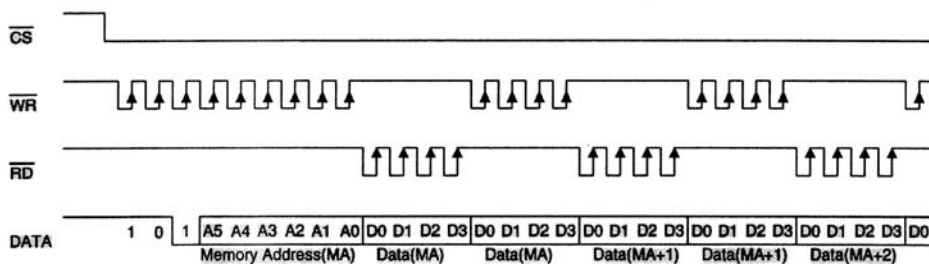 CS
WR
RD
DATA 1 0 1 A5 A4 A3 A2 A1 A0 D0 D1 D2 D3 D0 D1 D2 D3 D0 D1 D2 D3 D0 D1 D2 D3 D0 D1 D2 D3 D0
Memory Address(MA) Data(MA) Data(MA) Data(MA+1) Data(MA+1) Data(MA+2)